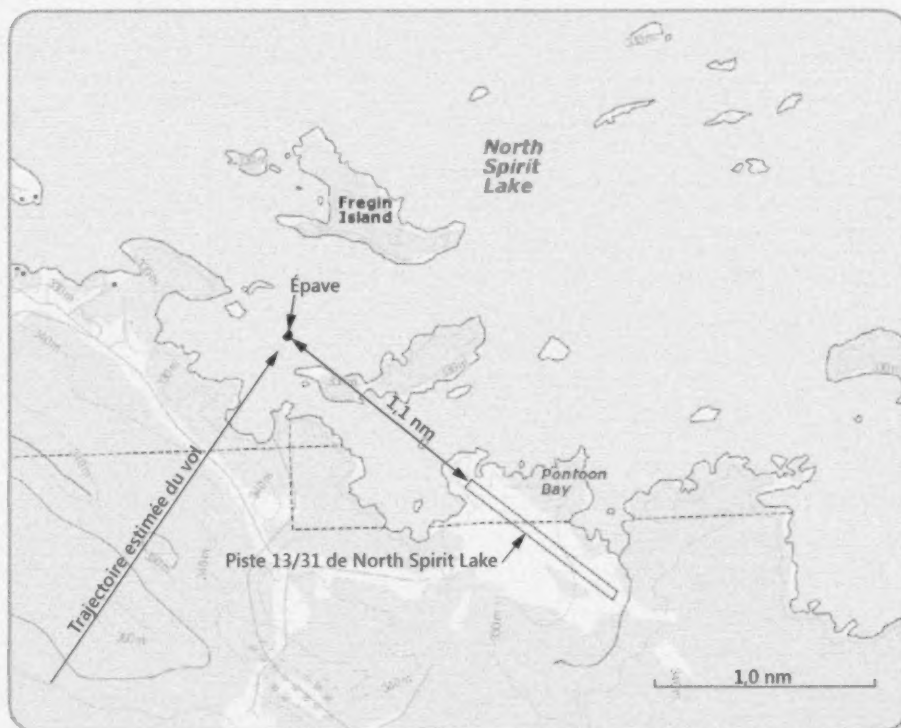 North
Spirit
Lake
Fregin
Island
Épave
1,1 nm
Trajectoire estimée du vol
Pontoon
Bay
Piste 13/31 de North Spirit Lake
1,0 nm